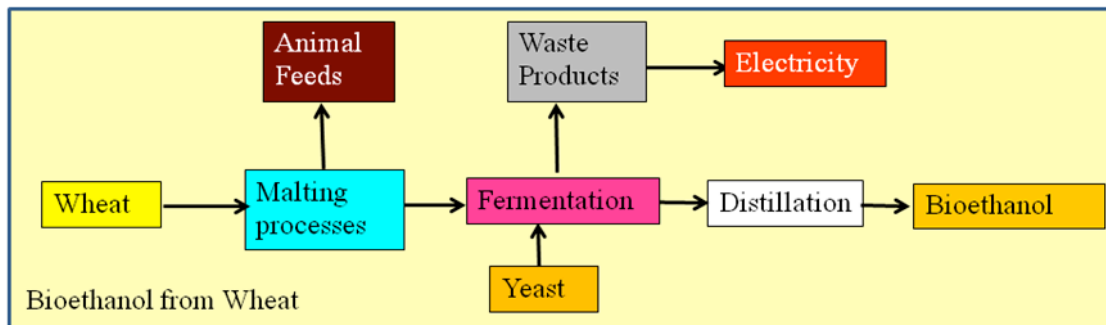 Animal
Feeds
Waste
Products
Electricity
Wheat
Malting
processes
Fermentation
Distillation
Bioethanol
Yeast
Bioethanol from Wheat